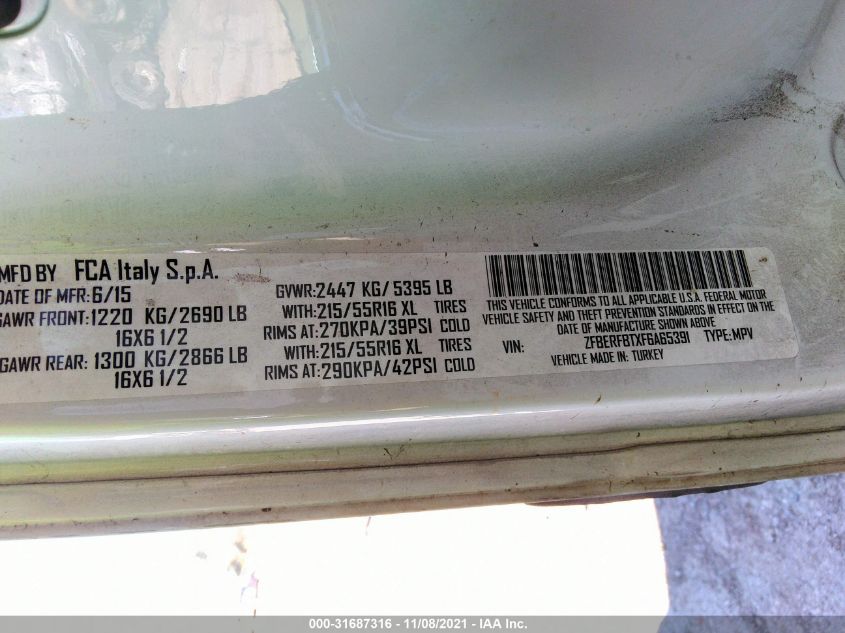 MFD BY FCA Italy S.p.A.
DATE OF MFR:6/15
GAWR FRONT:1220 KG/2690 LB
16X6 1/2
GAWR REAR:1300 KG/2866 LB
16X6 1/2
GVWR:2447 KG/5395 LB
WITH:215/55R16 XL TIRES
RIMS AT:270KPA/39PSI COLD
WITH:215/55R16 XL TIRES
RIMS AT:290KPA/42PSI COLD
THIS VEHICLE CONFORMS TO ALL APPLICABLE U.S.A. FEDERAL MOTOR
VEHICLE SAFETY AND THEFT PREVENTION STANDARDS IN EFFECT ON THE
DATE OF MANUFACTURE SHOWN ABOVE.
VIN: ZFBERFBTXF6A65391 TYPE: MPV
VEHICLE MADE IN: TURKEY
000-31687316 - 11/08/2021 - IAA Inc.